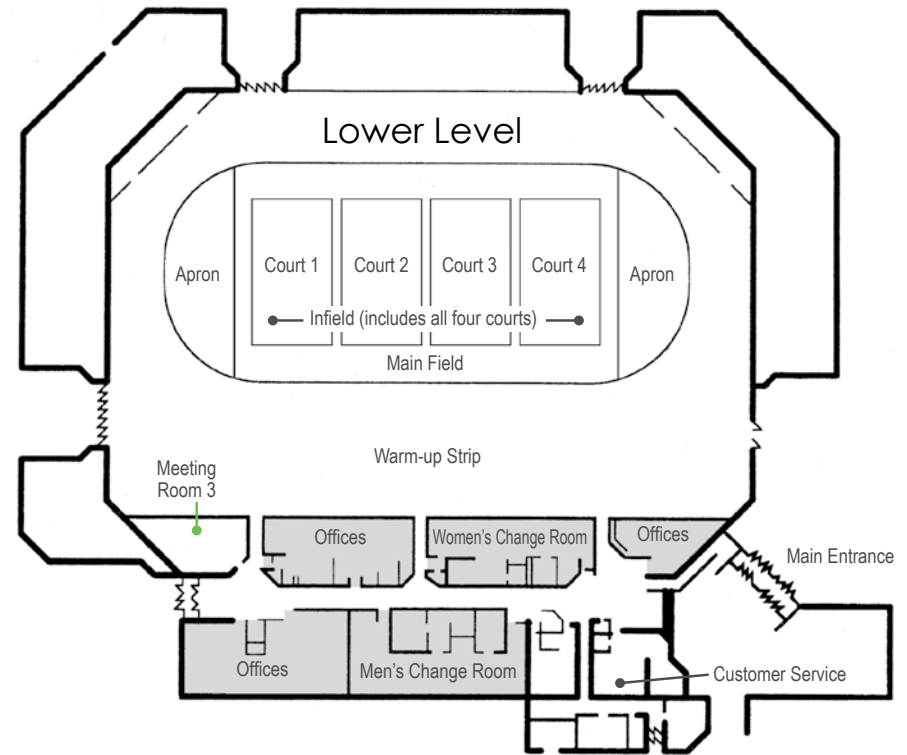 Lower Level
Apron
Court 1
Court 2
Court 3
Court 4
Apron
Infield (includes all four courts)
Main Field
Warm-up Strip
Meeting
Room 3
Offices
Women's Change Room
Offices
Main Entrance
Offices
Men's Change Room
Customer Service